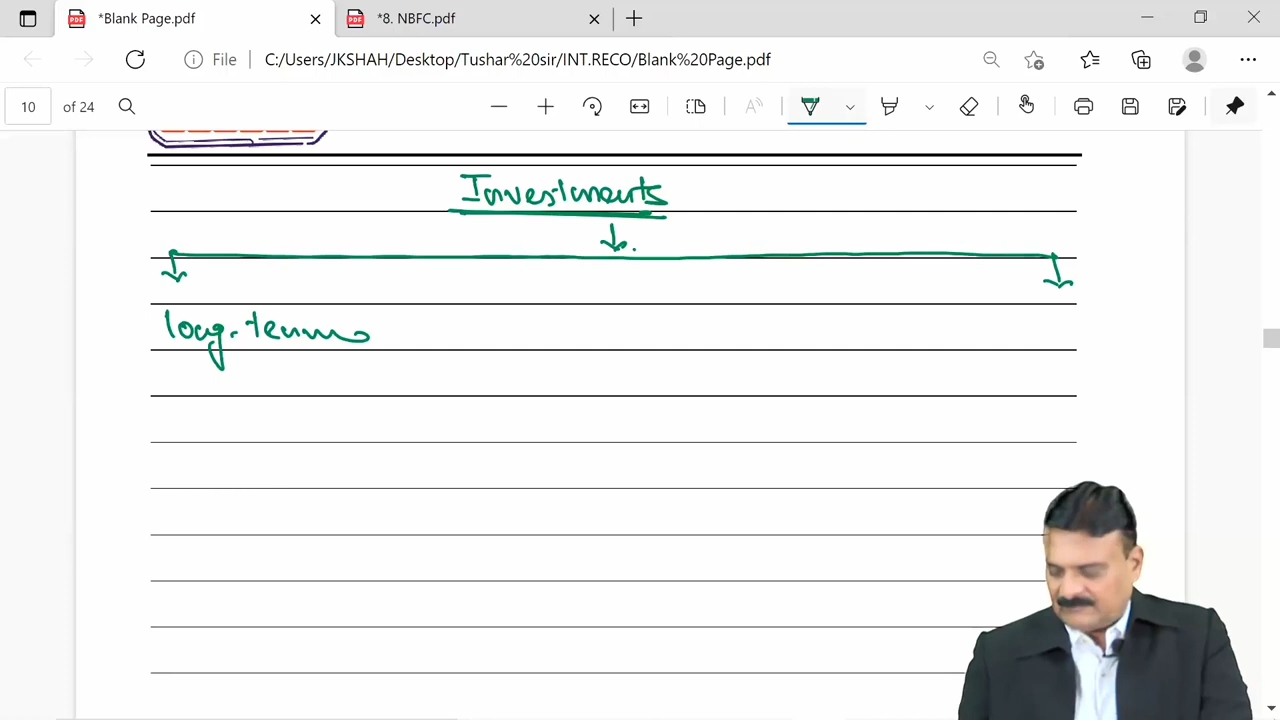 *Blank Page.pdf
*8. NBFC.pdf
File
C:/Users/JKSHAH/Desktop/Tushar%20sir/INT.RECO/Blank%20Page.pdf
10 of 24
Investments
long-term